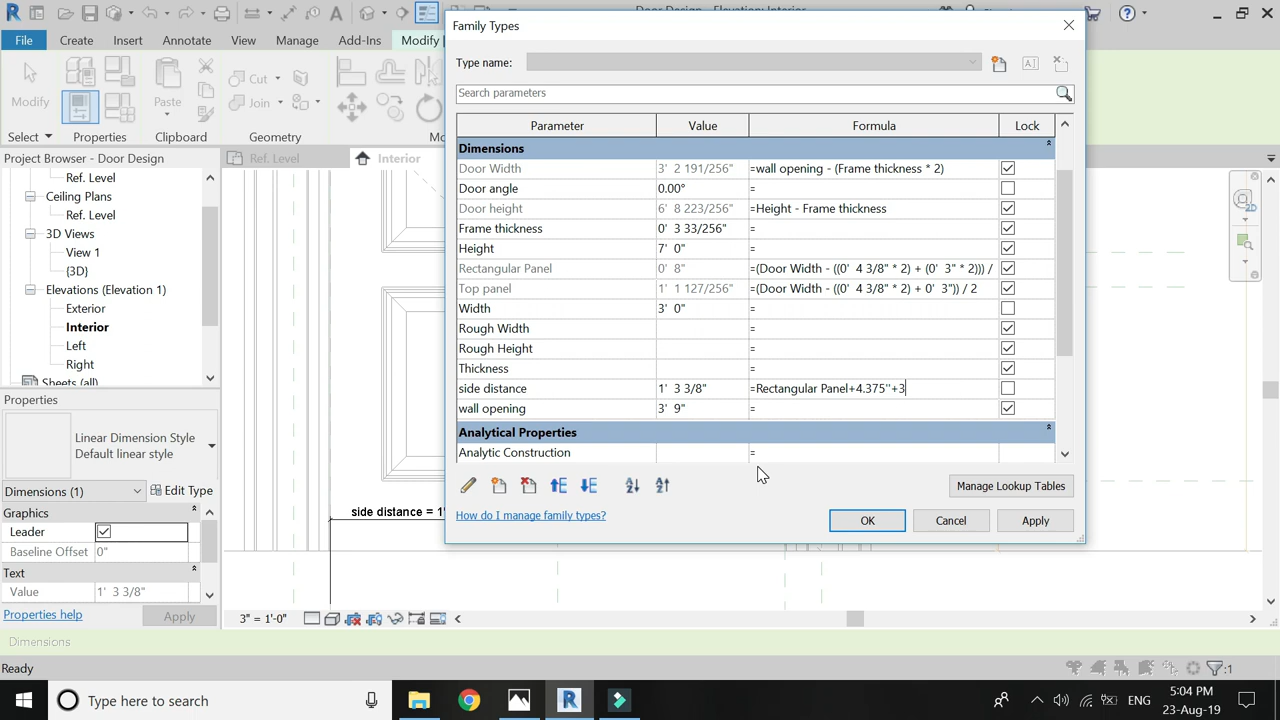 Door Design - Elevation: Interior
Family Types
File Create Insert Annotate View Manage Add-Ins Modify |
Type name:
Modify
Paste
Cut
Join
Search parameters
Select Properties Clipboard Geometry
Parameter Value Formula Lock
Project Browser - Door Design
Ref. Level
Interior
Dimensions
Ref. Level
Door Width 3' 2 191/256" =wall opening - (Frame thickness * 2)
Ceiling Plans
Door angle 0.00° =
Ref. Level
Door height 6' 8 223/256" =Height - Frame thickness
3D Views
Frame thickness 0' 3 33/256" =
View 1
Height 7' 0" =
{3D}
Rectangular Panel 0' 8" =(Door Width - ((0' 4 3/8" * 2) + (0' 3" * 2))) /
Elevations (Elevation 1)
Top panel 1' 1 127/256" =(Door Width - ((0' 4 3/8" * 2) + 0' 3")) / 2
Exterior
Width 3' 0" =
Interior
Rough Width =
Left
Rough Height =
Right
Thickness =
Sheets (all)
side distance 1' 3 3/8" =Rectangular Panel+4.375''+3
Properties
wall opening 3' 9" =
Linear Dimension Style
Default linear style
Analytical Properties
Analytic Construction =
Dimensions (1) Edit Type
Manage Lookup Tables
Graphics
side distance = 1'
How do I manage family types?
OK Cancel Apply
Leader
Baseline Offset 0"
Text
Value 1' 3 3/8"
Properties help Apply
3" = 1'-0"
Dimensions
Ready
:1
Type here to search
ENG
5:04 PM
23-Aug-19